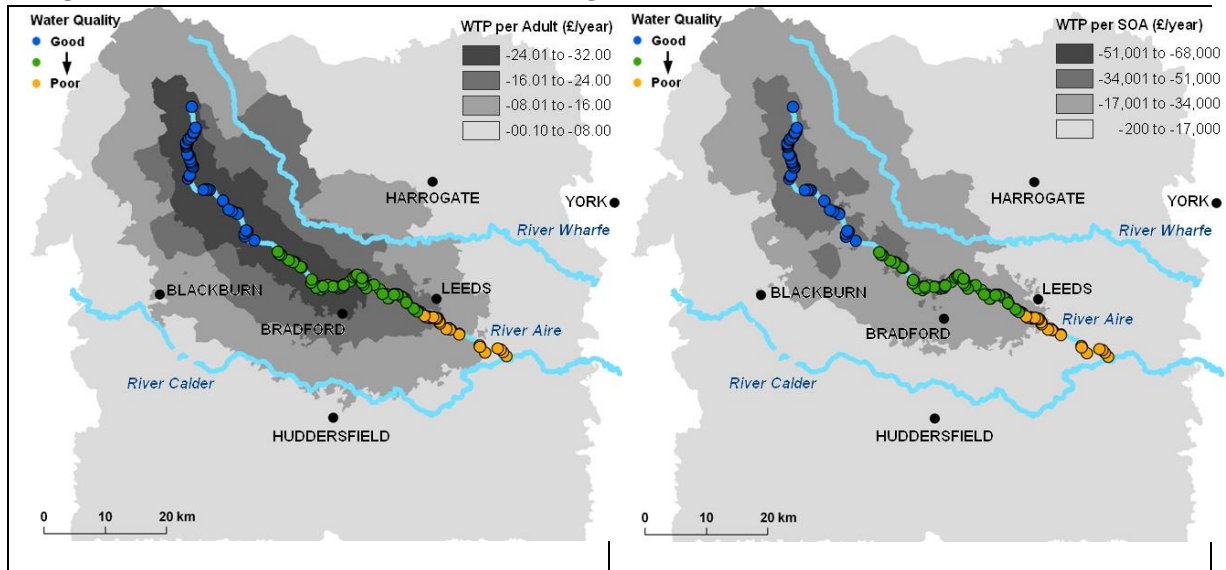 Water Quality
Good
Poor
WTP per Adult (£/year)
-24.01 to -32.00
-16.01 to -24.00
-08.01 to -16.00
-00.10 to -08.00
HARROGATE
YORK
River Wharfe
BLACKBURN
LEEDS
BRADFORD
River Aire
River Calder
HUDDERSFIELD
0 10 20 km
Water Quality
Good
Poor
WTP per SOA (£/year)
-51,001 to -68,000
-34,001 to -51,000
-17,001 to -34,000
-200 to -17,000
HARROGATE
YORK
River Wharfe
BLACKBURN
LEEDS
BRADFORD
River Aire
River Calder
HUDDERSFIELD
0 10 20 km